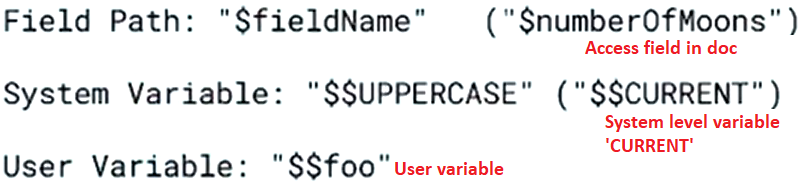 Field Path: "$fieldName" ("$numberOfMoons")
Access field in doc
System Variable: "$$UPPERCASE" ("$$CURRENT")
System level variable
'CURRENT'
User Variable: "$$foo" User variable